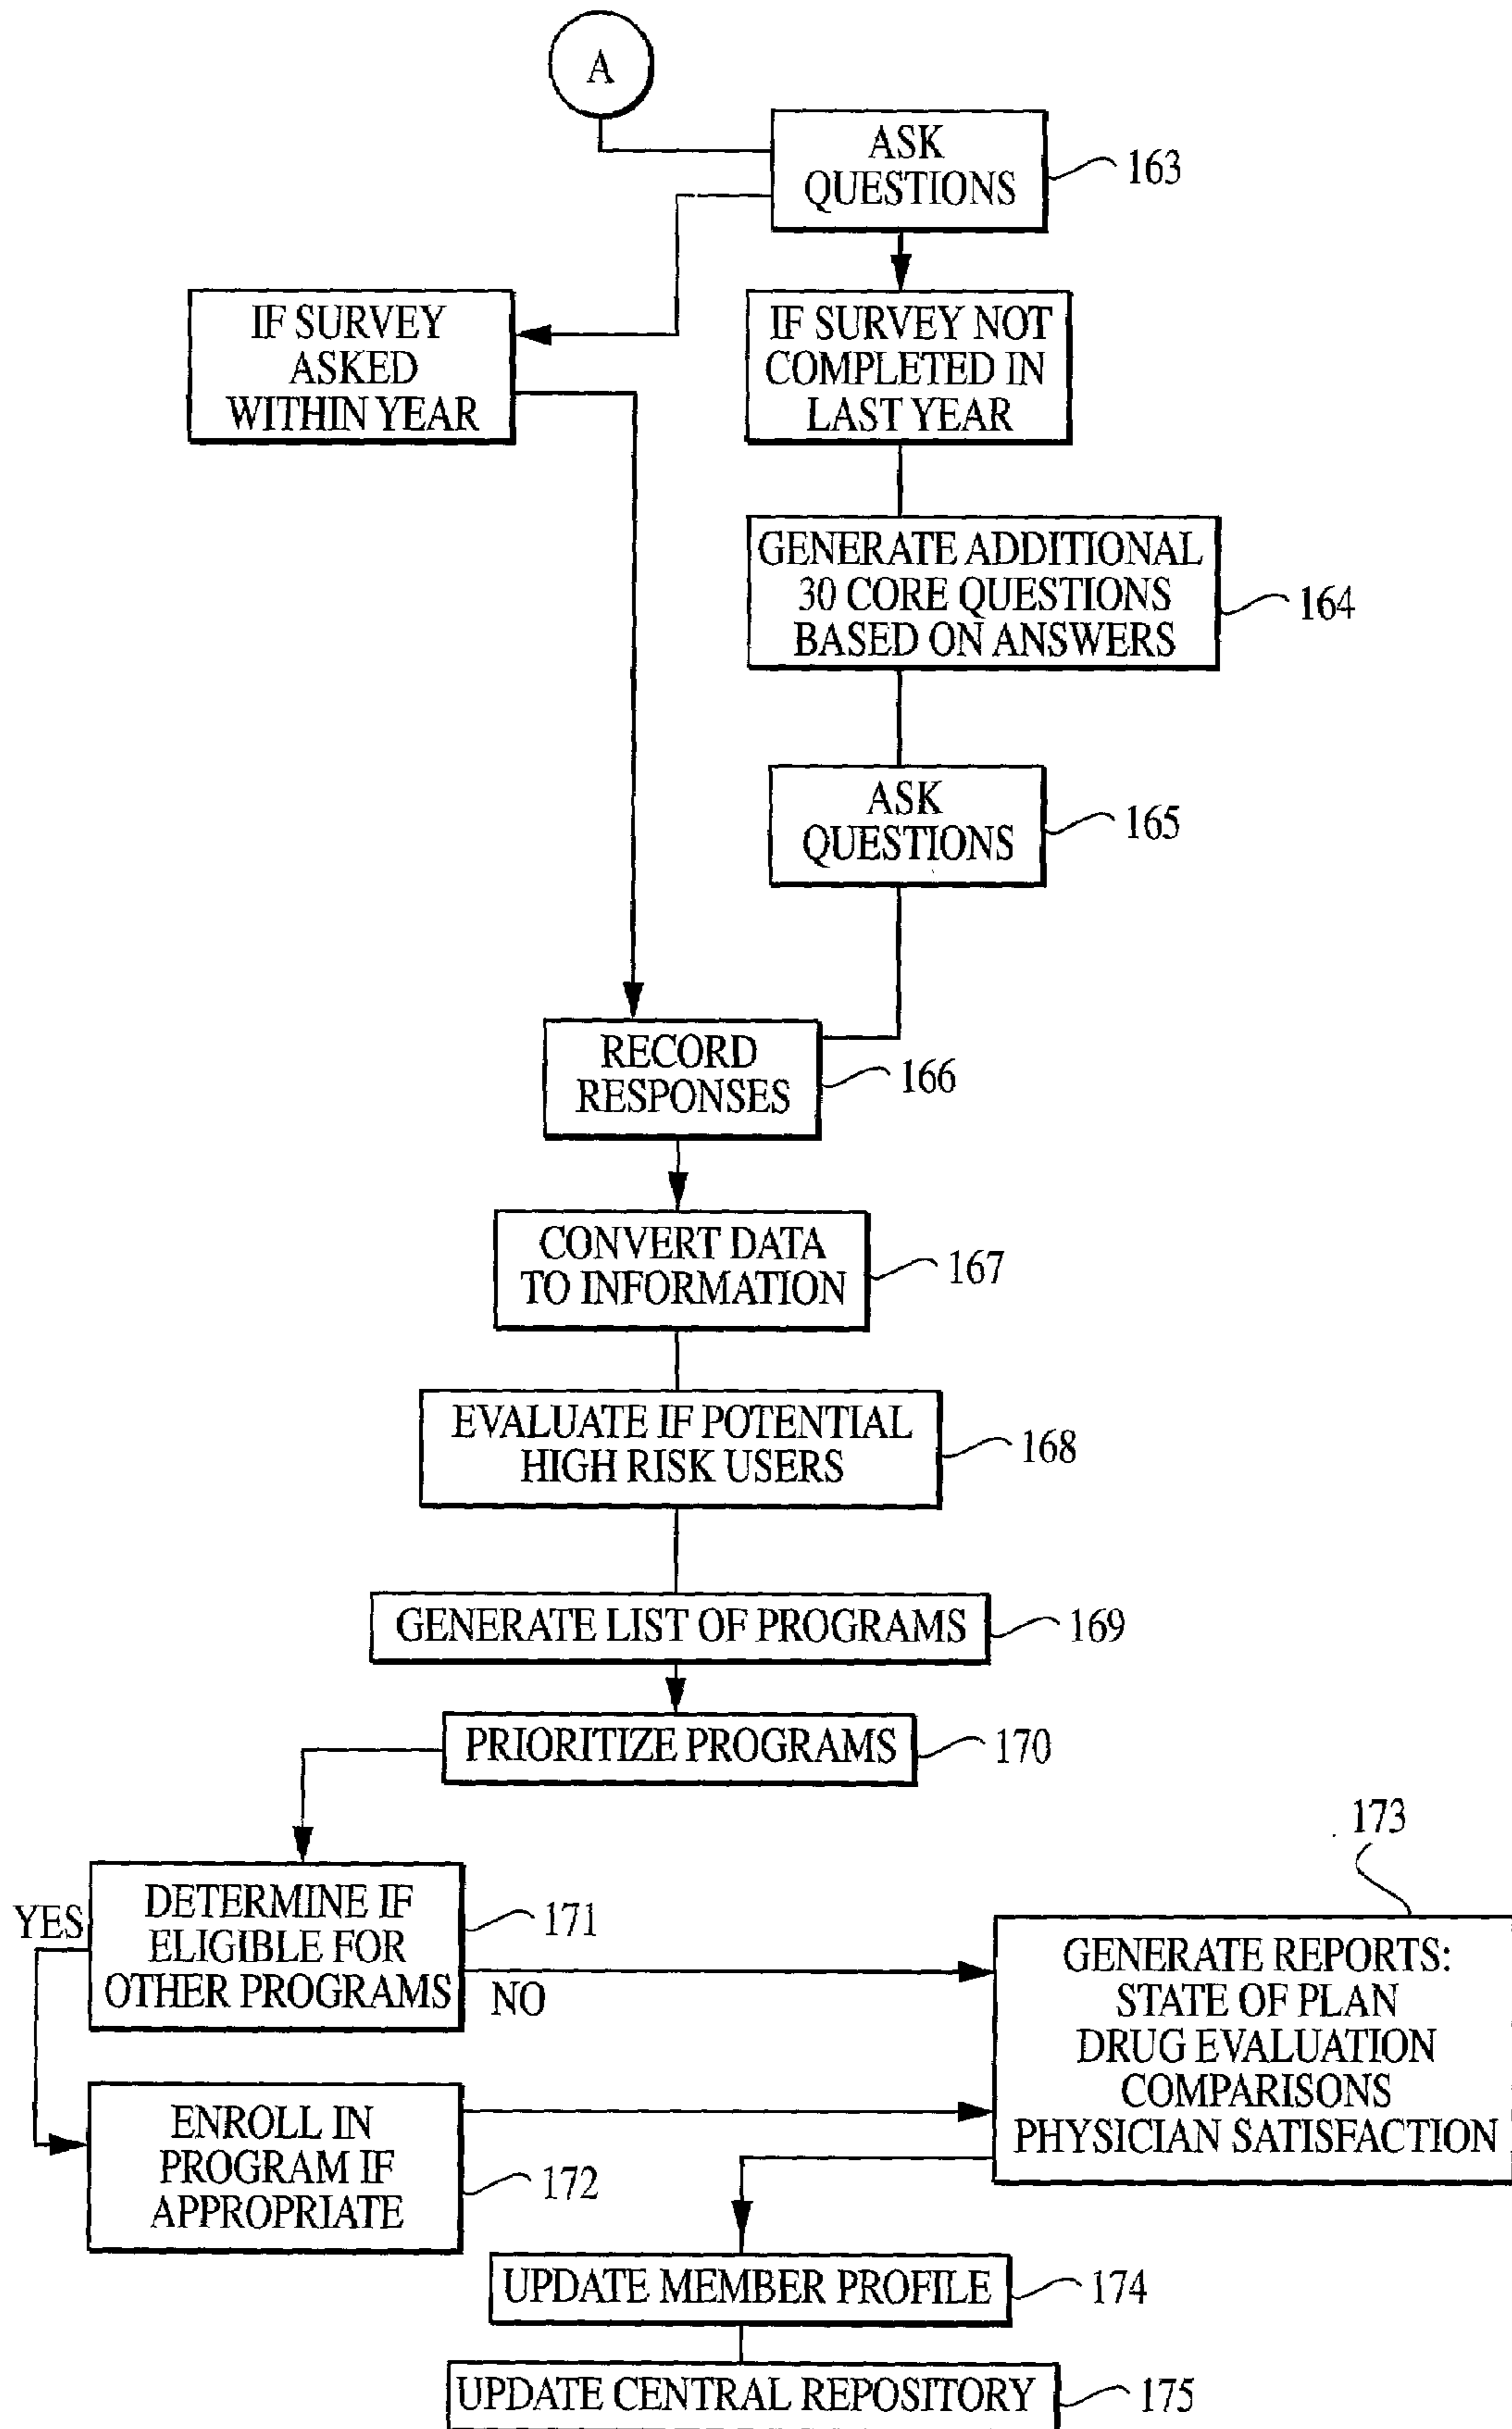 A
ASK
QUESTIONS
163
IF SURVEY
ASKED
WITHIN YEAR
IF SURVEY NOT
COMPLETED IN
LAST YEAR
GENERATE ADDITIONAL
30 CORE QUESTIONS
BASED ON ANSWERS
164
ASK
QUESTIONS
165
RECORD
RESPONSES
166
CONVERT DATA
TO INFORMATION
167
EVALUATE IF POTENTIAL
HIGH RISK USERS
168
GENERATE LIST OF PROGRAMS
169
PRIORITIZE PROGRAMS
170
YES
DETERMINE IF
ELIGIBLE FOR
OTHER PROGRAMS
171
NO
173
GENERATE REPORTS:
STATE OF PLAN
DRUG EVALUATION
COMPARISONS
PHYSICIAN SATISFACTION
ENROLL IN
PROGRAM IF
APPROPRIATE
172
UPDATE MEMBER PROFILE
174
UPDATE CENTRAL REPOSITORY
175